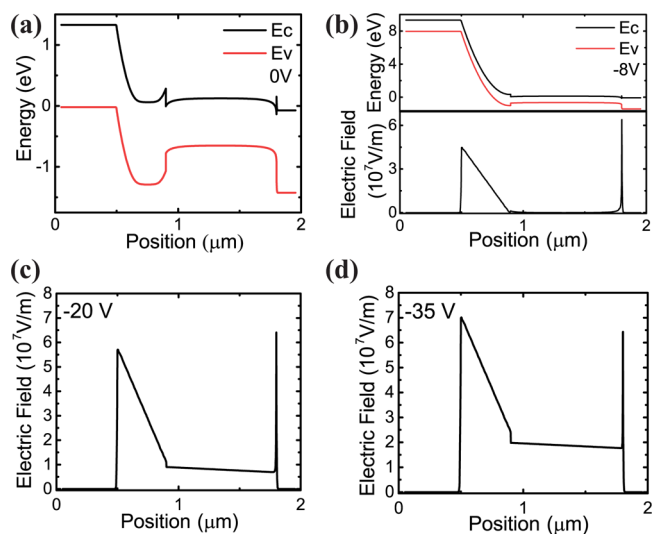 (a)
Energy (eV)
1
0
-1
Ec
Ev
0V
0 1 2
Position (μm)
(b)
Energy (eV)
8
4
0
Ec
Ev
-8V
Electric Field
(10⁷V/m)
6
4
2
0
0 1 2
Position (μm)
(c)
Electric Field (10⁷V/m)
7
6
5
4
3
2
1
0
-20 V
0 1 2
Position (μm)
(d)
Electric Field (10⁷V/m)
8
7
6
5
4
3
2
1
0
-35 V
0 1 2
Position (μm)